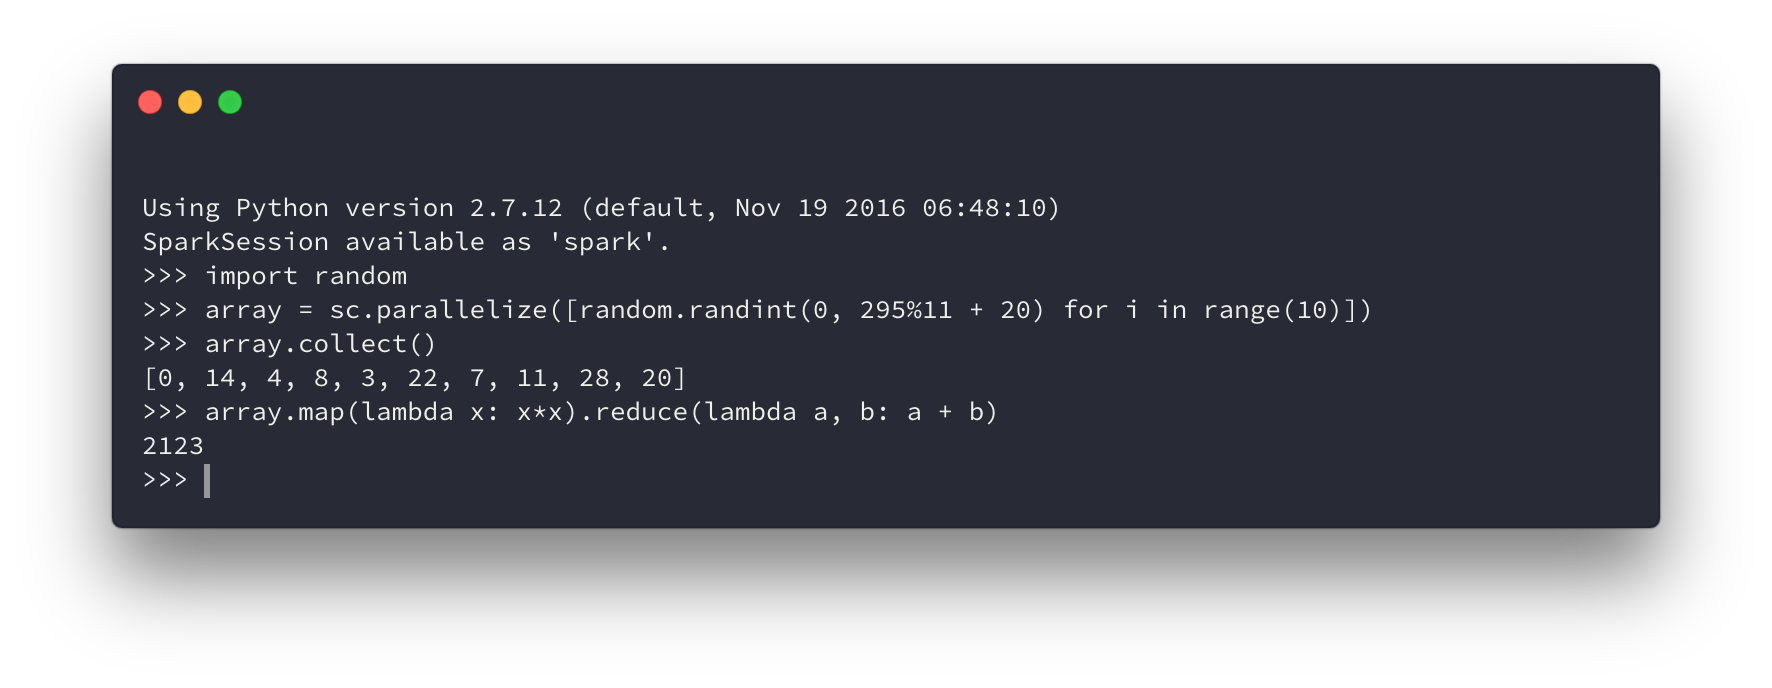 Using Python version 2.7.12 (default, Nov 19 2016 06:48:10)
SparkSession available as 'spark'.
>>> import random
>>> array = sc.parallelize([random.randint(0, 295%11 + 20) for i in range(10)])
>>> array.collect()
[0, 14, 4, 8, 3, 22, 7, 11, 28, 20]
>>> array.map(lambda x: x*x).reduce(lambda a, b: a + b)
2123
>>>